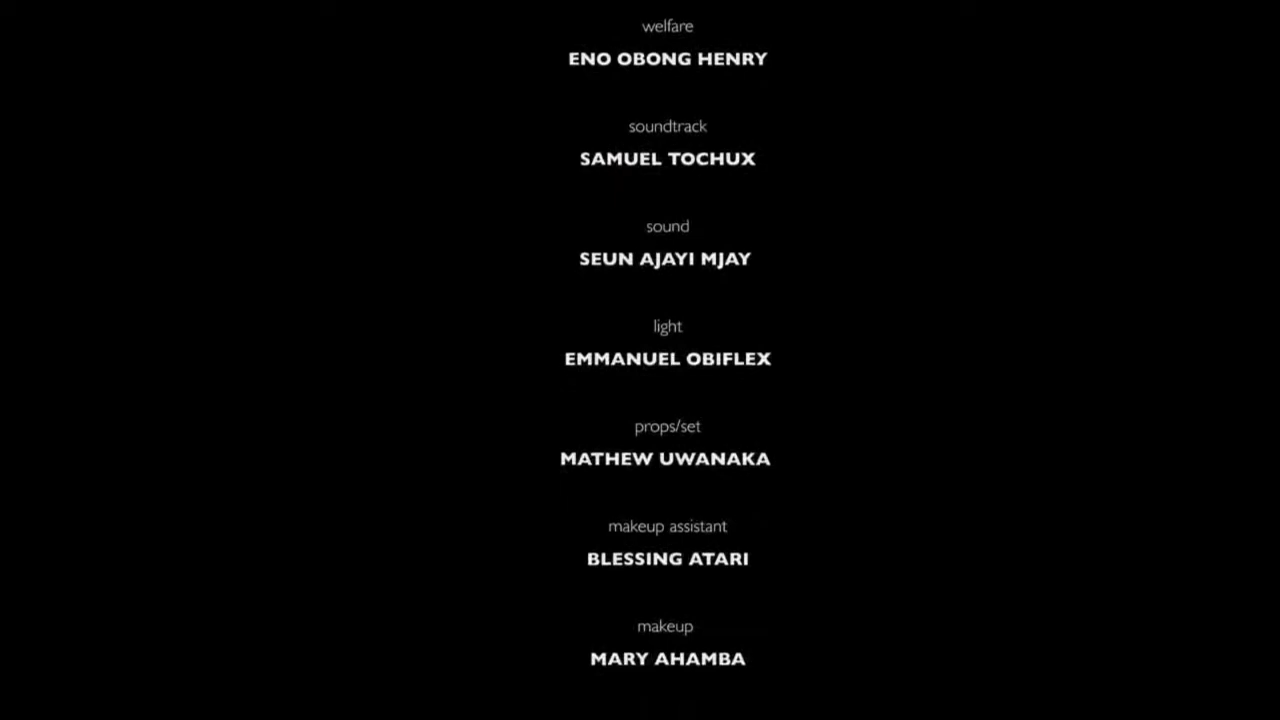 welfare
ENO OBONG HENRY
soundtrack
SAMUEL TOCHUX
sound
SEUN AJAYI MJAY
light
EMMANUEL OBIFLEX
props/set
MATHEW UWANAKA
makeup assistant
BLESSING ATARI
makeup
MARY AHAMBA